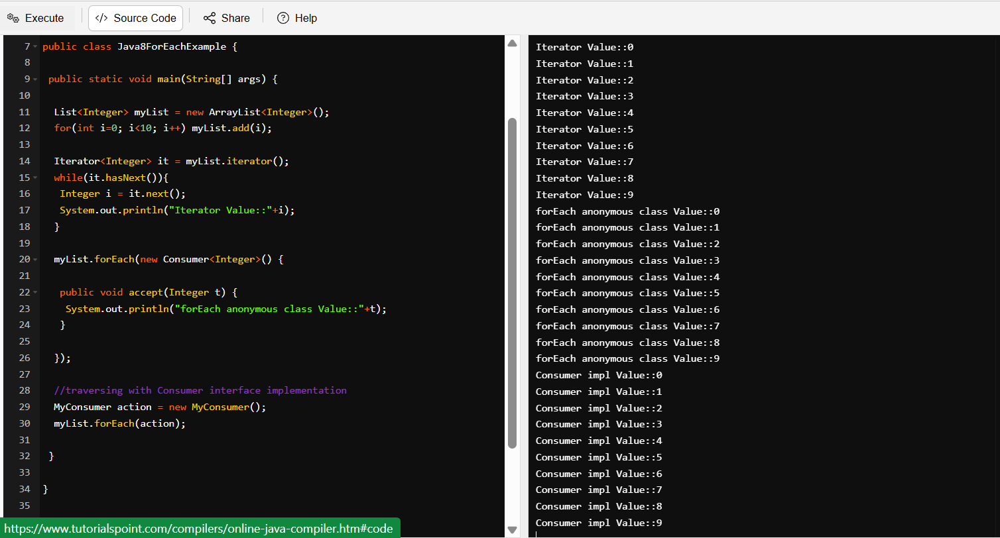 Execute
Source Code
Share
Help
7 public class Java8ForEachExample {
8
9 public static void main(String[] args) {
10
11 List<Integer> myList = new ArrayList<Integer>();
12 for(int i=0; i<10; i++) myList.add(i);
13
14 Iterator<Integer> it = myList.iterator();
15 while(it.hasNext()){
16 Integer i = it.next();
17 System.out.println("Iterator Value::"+i);
18 }
19
20 myList.forEach(new Consumer<Integer>() {
21
22 public void accept(Integer t) {
23 System.out.println("forEach anonymous class Value::"+t);
24 }
25
26 });
27
28 //traversing with Consumer interface implementation
29 MyConsumer action = new MyConsumer();
30 myList.forEach(action);
31
32 }
33
34 }
35
https://www.tutorialspoint.com/compilers/online-java-compiler.htm#code
Iterator Value::0
Iterator Value::1
Iterator Value::2
Iterator Value::3
Iterator Value::4
Iterator Value::5
Iterator Value::6
Iterator Value::7
Iterator Value::8
Iterator Value::9
forEach anonymous class Value::0
forEach anonymous class Value::1
forEach anonymous class Value::2
forEach anonymous class Value::3
forEach anonymous class Value::4
forEach anonymous class Value::5
forEach anonymous class Value::6
forEach anonymous class Value::7
forEach anonymous class Value::8
forEach anonymous class Value::9
Consumer impl Value::0
Consumer impl Value::1
Consumer impl Value::2
Consumer impl Value::3
Consumer impl Value::4
Consumer impl Value::5
Consumer impl Value::6
Consumer impl Value::7
Consumer impl Value::8
Consumer impl Value::9